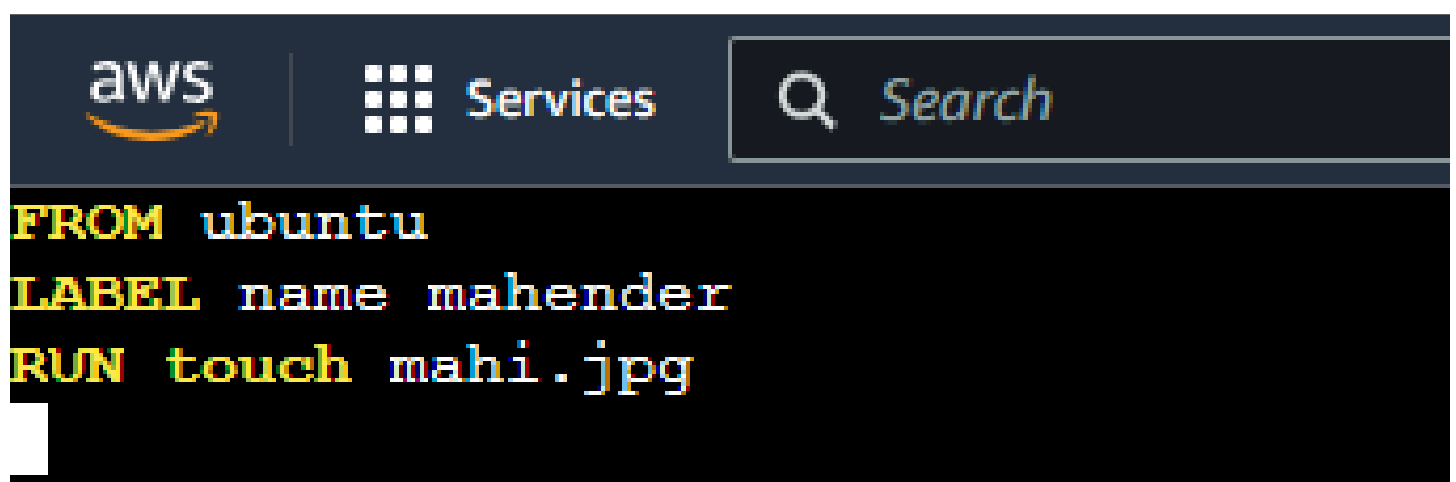 aws Services Search
FROM ubuntu
LABEL name mahender
RUN touch mahi.jpg